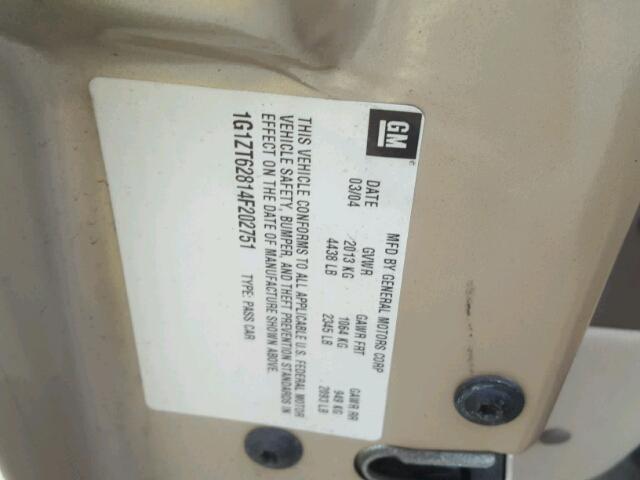 GM
MFD BY GENERAL MOTORS CORP
DATE GVWR GAWR FRT GAWR RR
03/04 2013 KG 1064 KG 949 KG
4438 LB 2345 LB 2093 LB
THIS VEHICLE CONFORMS TO ALL APPLICABLE U.S. FEDERAL MOTOR
VEHICLE SAFETY, BUMPER, AND THEFT PREVENTION STANDARDS IN
EFFECT ON THE DATE OF MANUFACTURE SHOWN ABOVE.
1G1ZT62814F202751 TYPE: PASS CAR